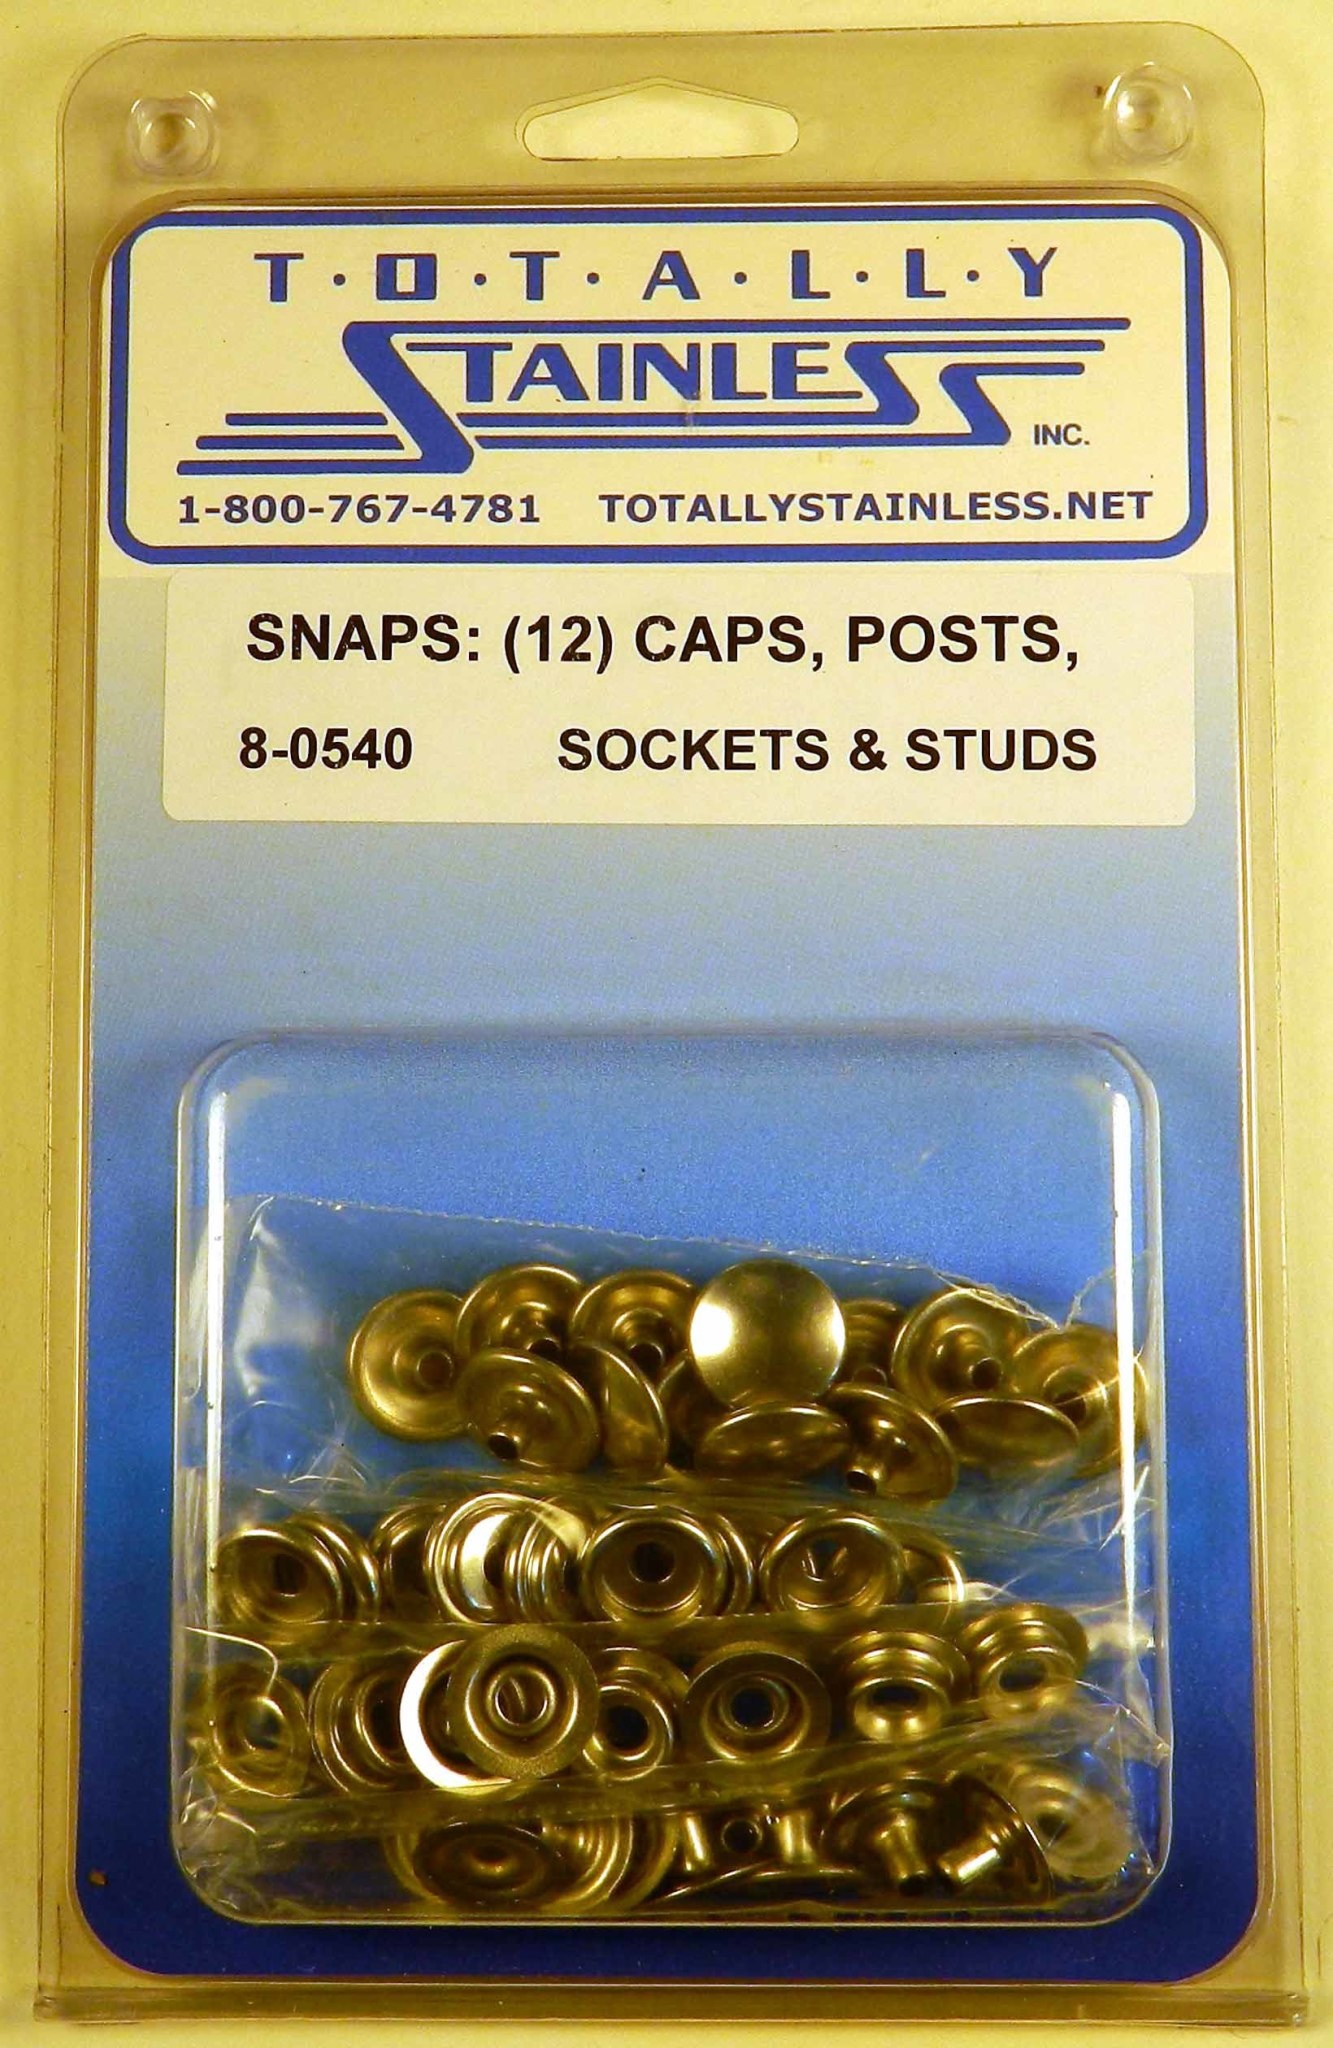 T·O·T·A·L·L·Y
STAINLESS
INC.
1-800-767-4781 TOTALLYSTAINLESS.NET
SNAPS: (12) CAPS, POSTS,
8-0540 SOCKETS & STUDS